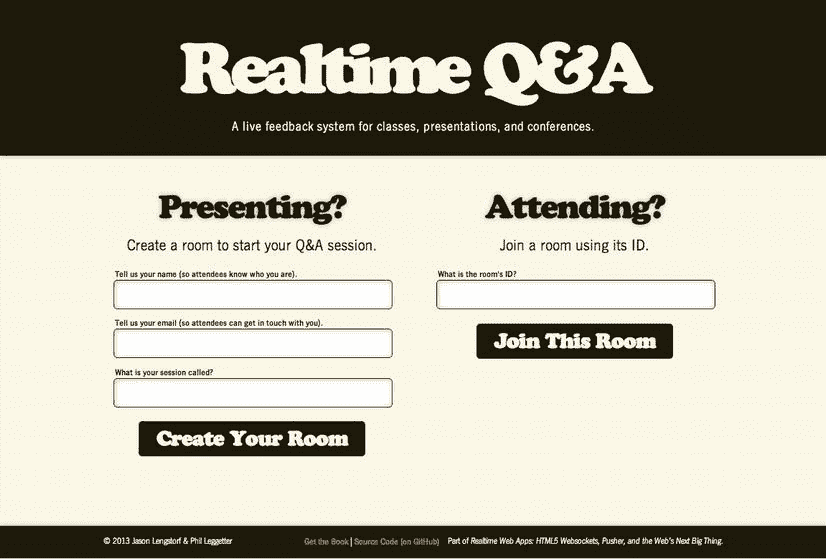 Realtime Q&A
A live feedback system for classes, presentations, and conferences.
Presenting?
Create a room to start your Q&A session.
Tell us your name (so attendees know who you are).
Tell us your email (so attendees can get in touch with you).
What is your session called?
Create Your Room
Attending?
Join a room using its ID.
What is the room's ID?
Join This Room
© 2013 Jason Lengstorf & Phil Leggetter
Get the Book | Source Code (on GitHub)
Part of Realtime Web Apps: HTML5 Websockets, Pusher, and the Web's Next Big Thing.